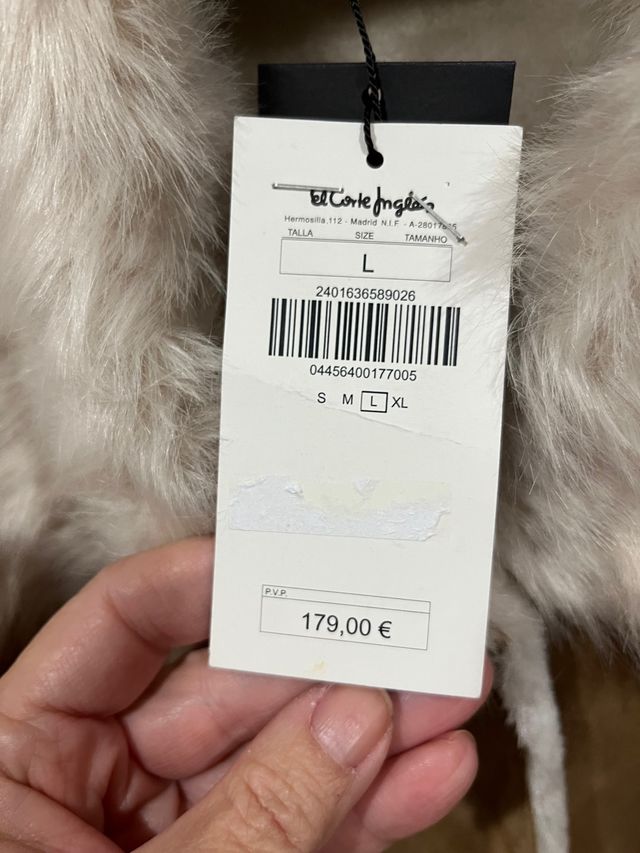 El Corte Inglés
Hermosilla,112 - Madrid N.I.F. - A-28017895
TALLA SIZE TAMANHO
L
2401636589026
04456400177005
S M L XL
P.V.P.
179,00 €